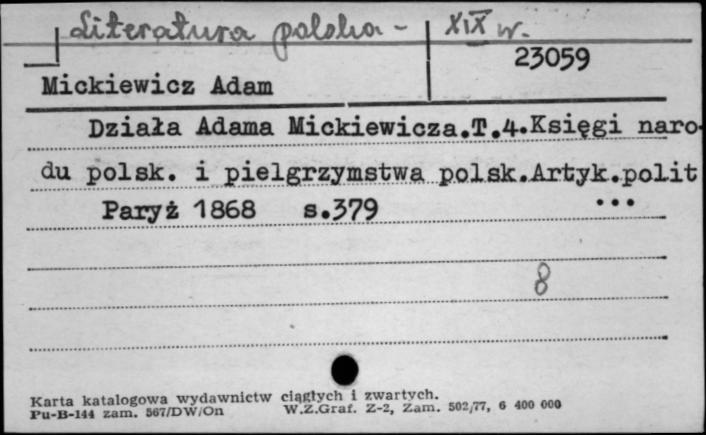 Literatura polska - XIX w.
23059
Mickiewicz Adam
Działa Adama Mickiewicza.T.4.Księgi naro-
du polsk. i pielgrzymstwa polsk.Artyk.polit
Paryż 1868 s.379 ...
8
Karta katalogowa wydawnictw ciągłych i zwartych.
Pu-B-144 zam. 567/DW/On W.Z.Graf. Z-2, Zam. 502/77, 6 400 000